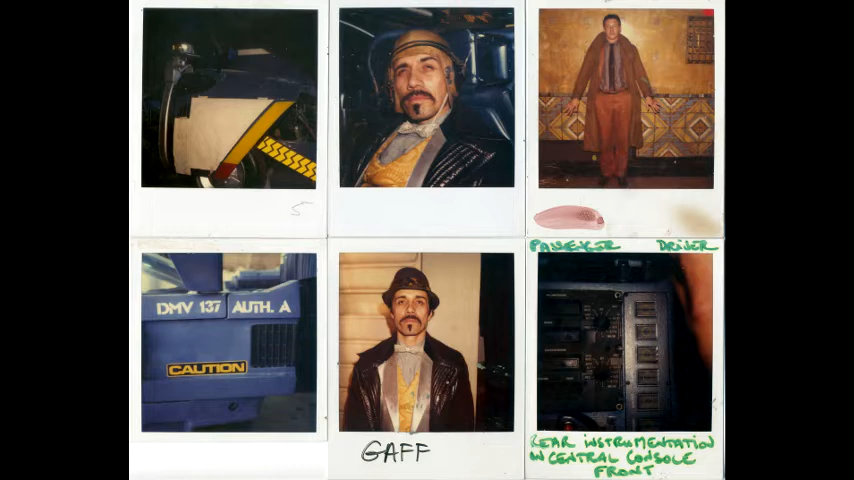 5
PASSENGER DRIVER
DMV 137 AUTH. A
CAUTION
GAFF
REAR INSTRUMENTATION
IN CENTRAL CONSOLE
FRONT